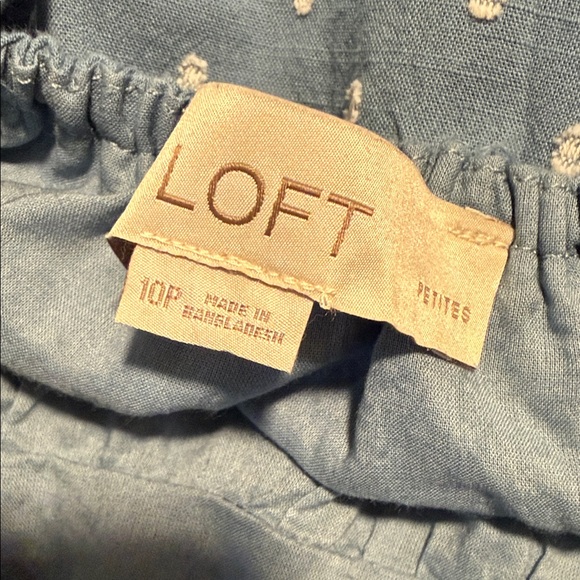 LOFT
PETITES
10P
MADE IN
BANGLADESH